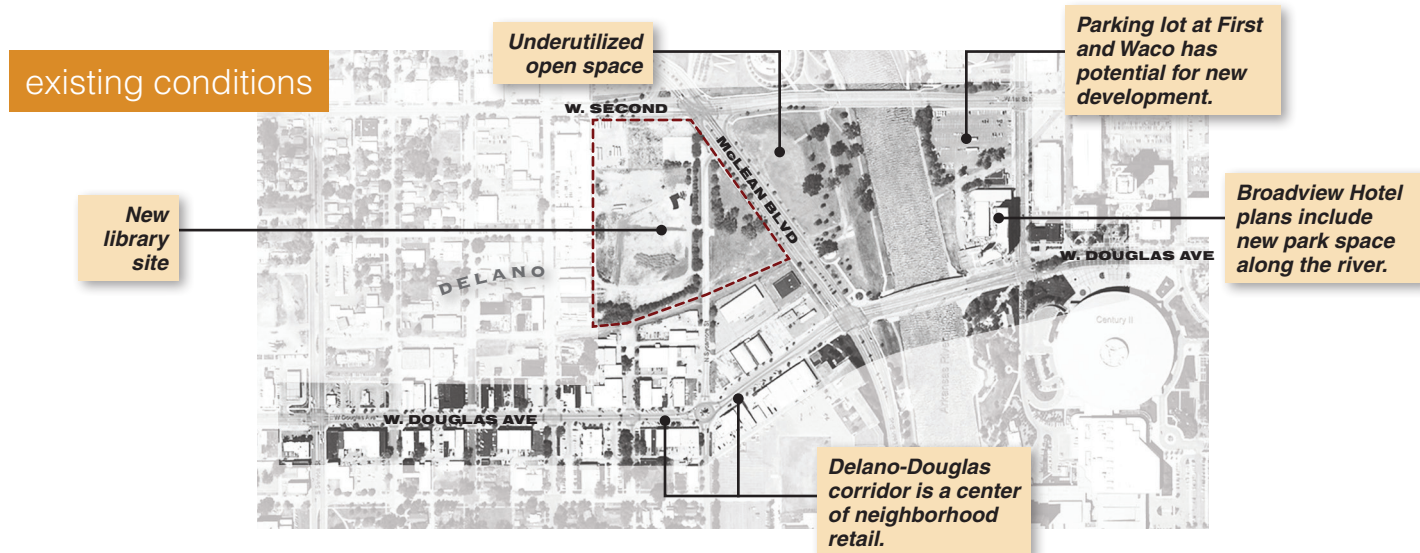 existing conditions
Underutilized
open space
Parking lot at First
and Waco has
potential for new
development.
W. SECOND
McLEAN BLVD
New
library
site
Broadview Hotel
plans include
new park space
along the river.
W. DOUGLAS AVE
DELANO
Century II
W Douglas Ave
W. DOUGLAS AVE
Delano-Douglas
corridor is a center
of neighborhood
retail.